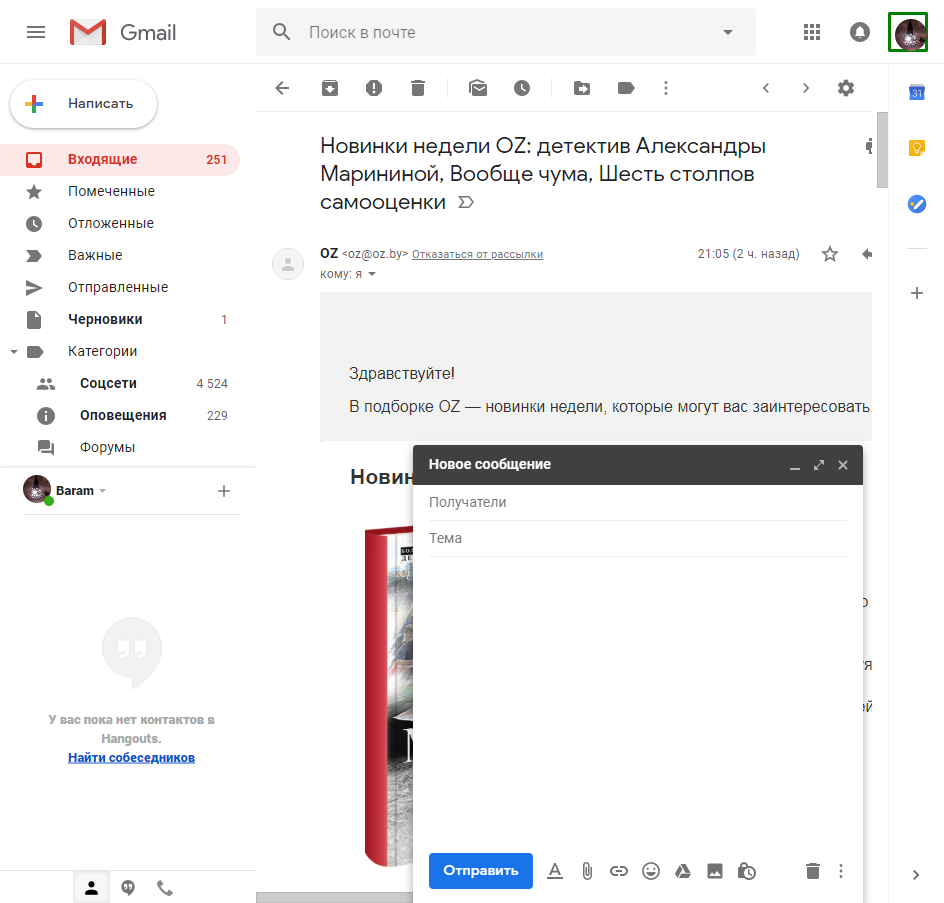 Gmail
Поиск в почте
Написать
Входящие 251
Помеченные
Отложенные
Важные
Отправленные
Черновики 1
Категории
Соцсети 4 524
Оповещения 229
Форумы
Baram
У вас пока нет контактов в
Hangouts.
Найти собеседников
Новинки недели OZ: детектив Александры
Марининой, Вообще чума, Шесть столпов
самооценки
OZ <oz@oz.by> Отказаться от рассылки 21:05 (2 ч. назад)
кому: я
Здравствуйте!
В подборке OZ — новинки недели, которые могут вас заинтересовать.
Новин
Новое сообщение
Получатели
Тема
Отправить
31